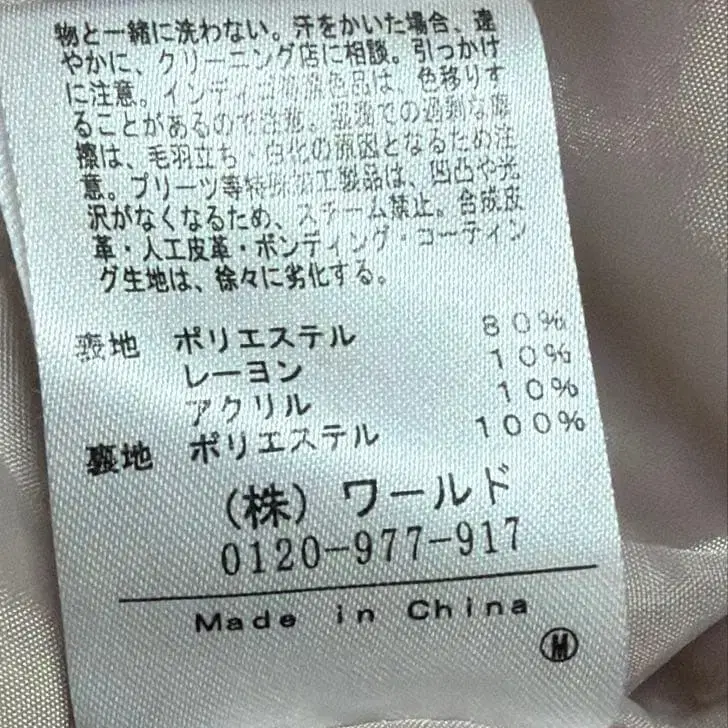 物と一緒に洗わない。汗をかいた場合、速
やかに、クリーニング店に相談。引っかけ
に注意。インディ染色品は、色移りす
ることがあるので注意。湿潤での過剰な摩
擦は、毛羽立ち・白化の原因となるため注
意。プリーツ等特殊加工製品は、凹凸や光
沢がなくなるため、スチーム禁止。合成皮
革・人工皮革・ボンディング・コーティン
グ生地は、徐々に劣化する。
地 ポリエステル 80%
レーヨン 10%
アクリル 10%
裏地 ポリエステル 100%
(株) ワールド
0120-977-917
Made in China
M